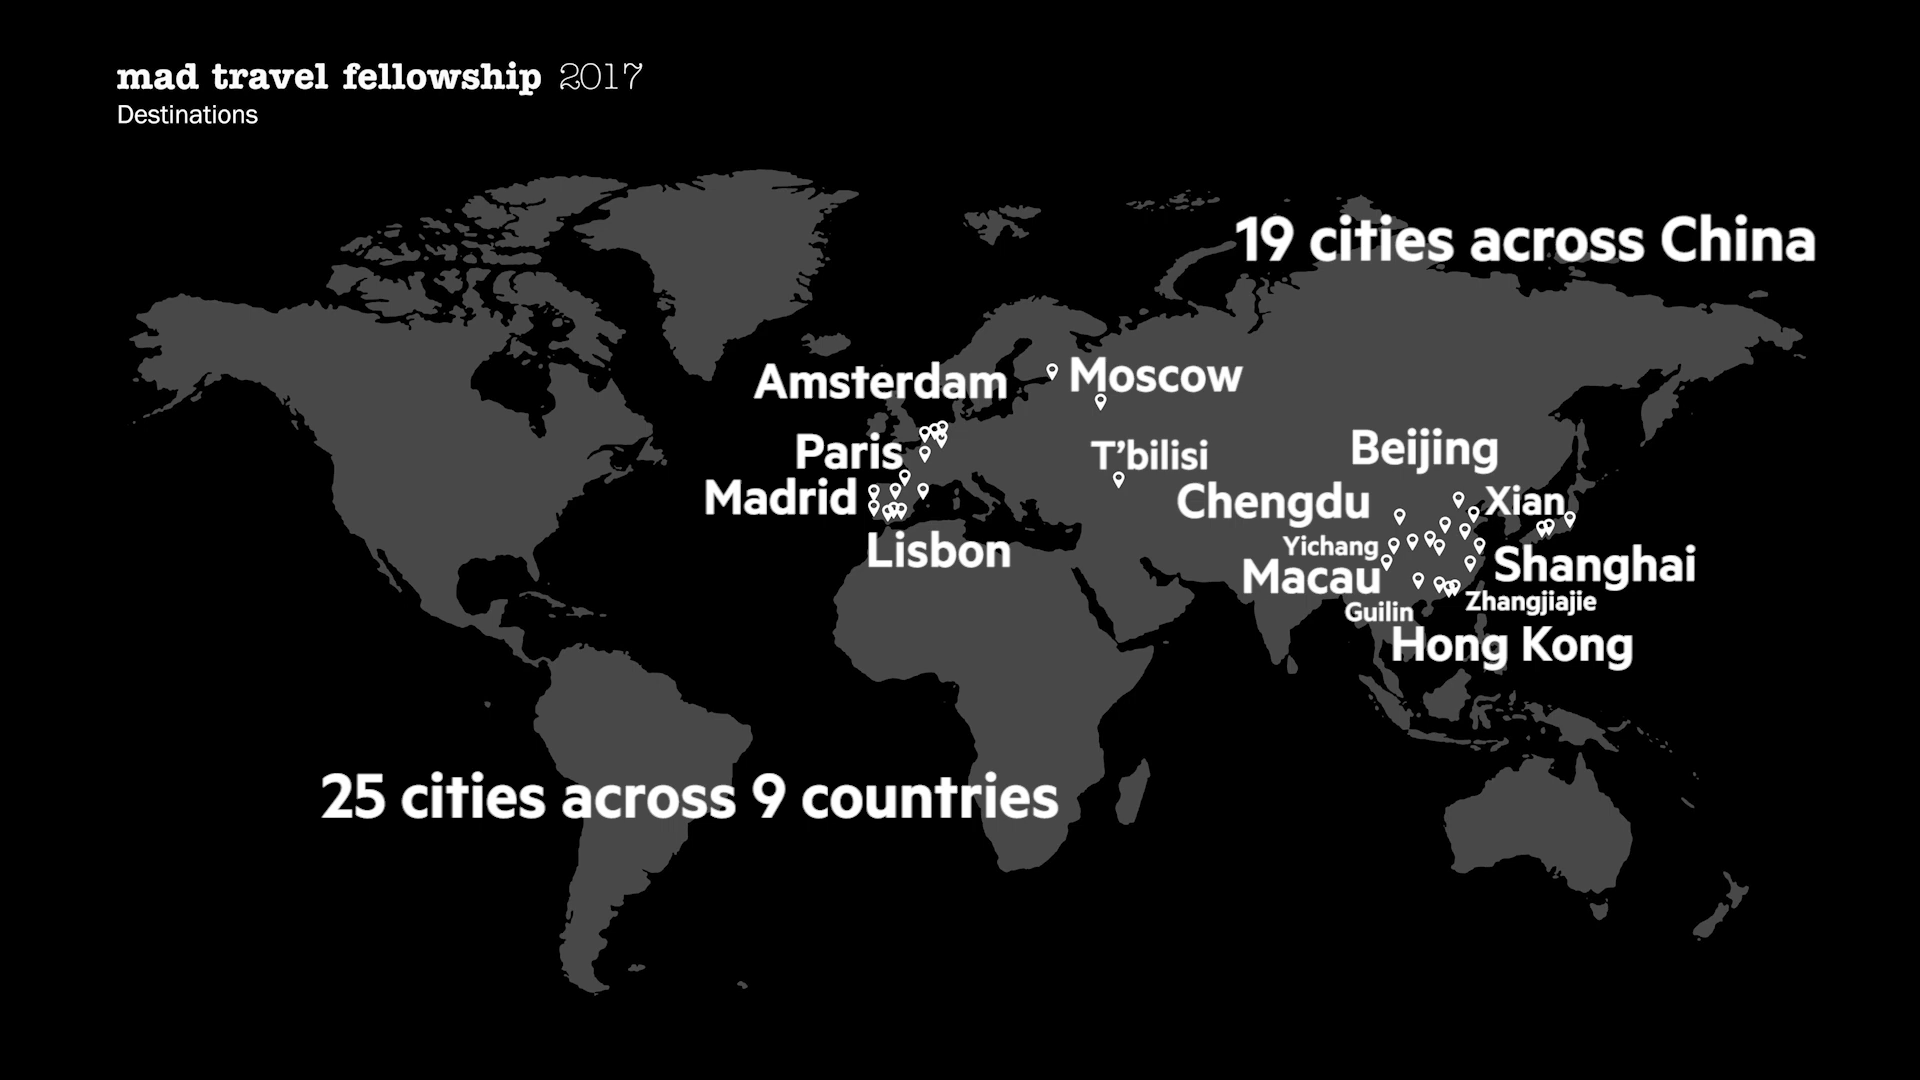 mad travel fellowship 2017
Destinations
19 cities across China
Amsterdam
Moscow
Paris
T'bilisi
Beijing
Madrid
Chengdu
Xian
Lisbon
Yichang
Shanghai
Macau
Zhangjiajie
Guilin
Hong Kong
25 cities across 9 countries